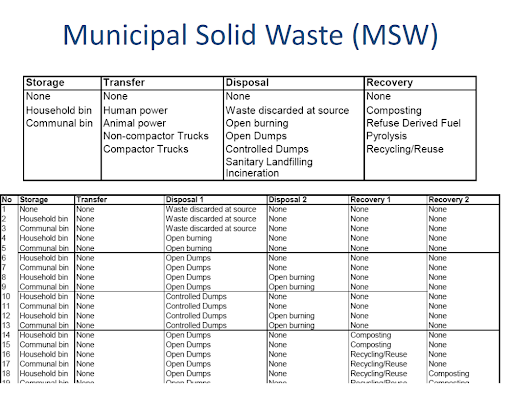 Municipal Solid Waste (MSW)
Storage Transfer Disposal Recovery
None None None None
Household bin Human power Waste discarded at source Composting
Communal bin Animal power Open burning Refuse Derived Fuel
Non-compactor Trucks Open Dumps Pyrolysis
Compactor Trucks Controlled Dumps Recycling/Reuse
Sanitary Landfilling
Incineration
No Storage Transfer Disposal 1 Disposal 2 Recovery 1 Recovery 2
1 None None Waste discarded at source None None None
2 Household bin None Waste discarded at source None None None
3 Communal bin None Waste discarded at source None None None
4 Household bin None Open burning None None None
5 Communal bin None Open burning None None None
6 Household bin None Open Dumps None None None
7 Communal bin None Open Dumps None None None
8 Household bin None Open Dumps Open burning None None
9 Communal bin None Open Dumps Open burning None None
10 Household bin None Controlled Dumps None None None
11 Communal bin None Controlled Dumps None None None
12 Household bin None Controlled Dumps Open burning None None
13 Communal bin None Controlled Dumps Open burning None None
14 Household bin None Open Dumps None Composting None
15 Communal bin None Open Dumps None Composting None
16 Household bin None Open Dumps None Recycling/Reuse None
17 Communal bin None Open Dumps None Recycling/Reuse None
18 Household bin None Open Dumps None Recycling/Reuse Composting
19 Communal bin None Open Dumps None Recycling/Reuse Composting